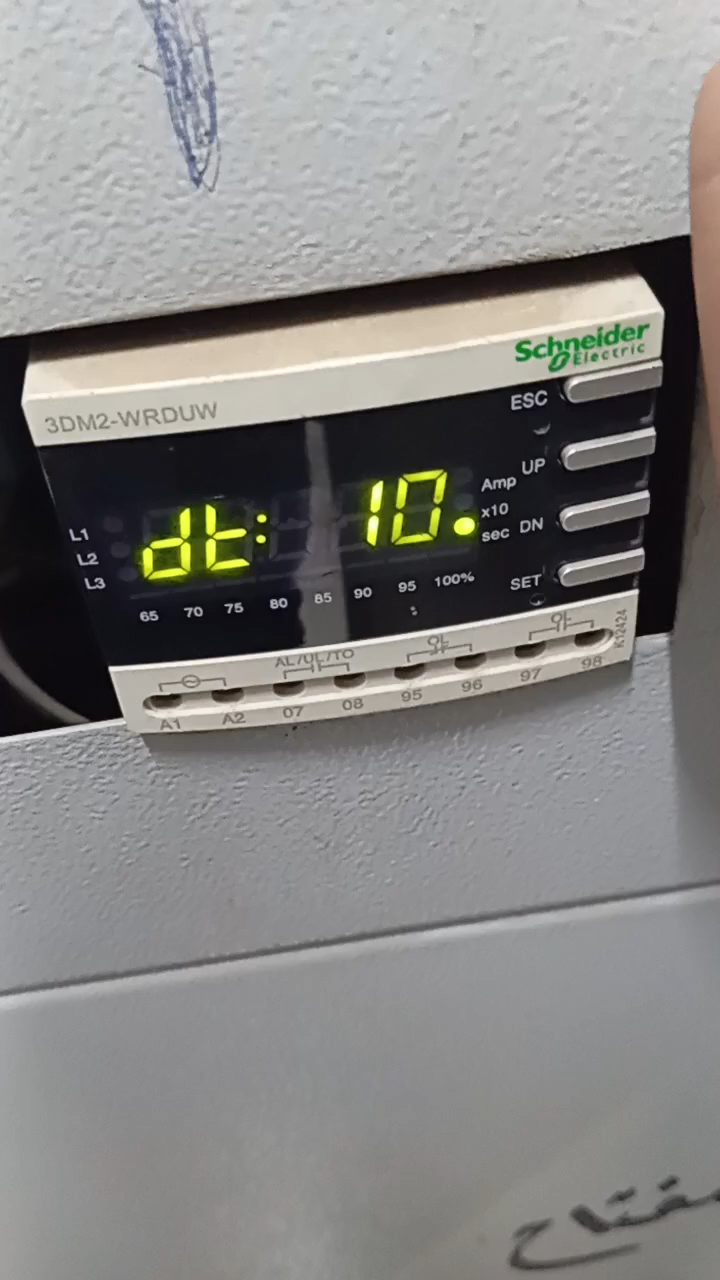 Schneider
Electric
3DM2-WRDUW
ESC
UP
Amp
x10
sec
DN
SET
L1
L2
L3
dt: 10.
65 70 75 80 85 90 95 100%
AL/UL/TO
OL
OL
A1 A2 07 08 95 96 97 98
K12424
مفتاح